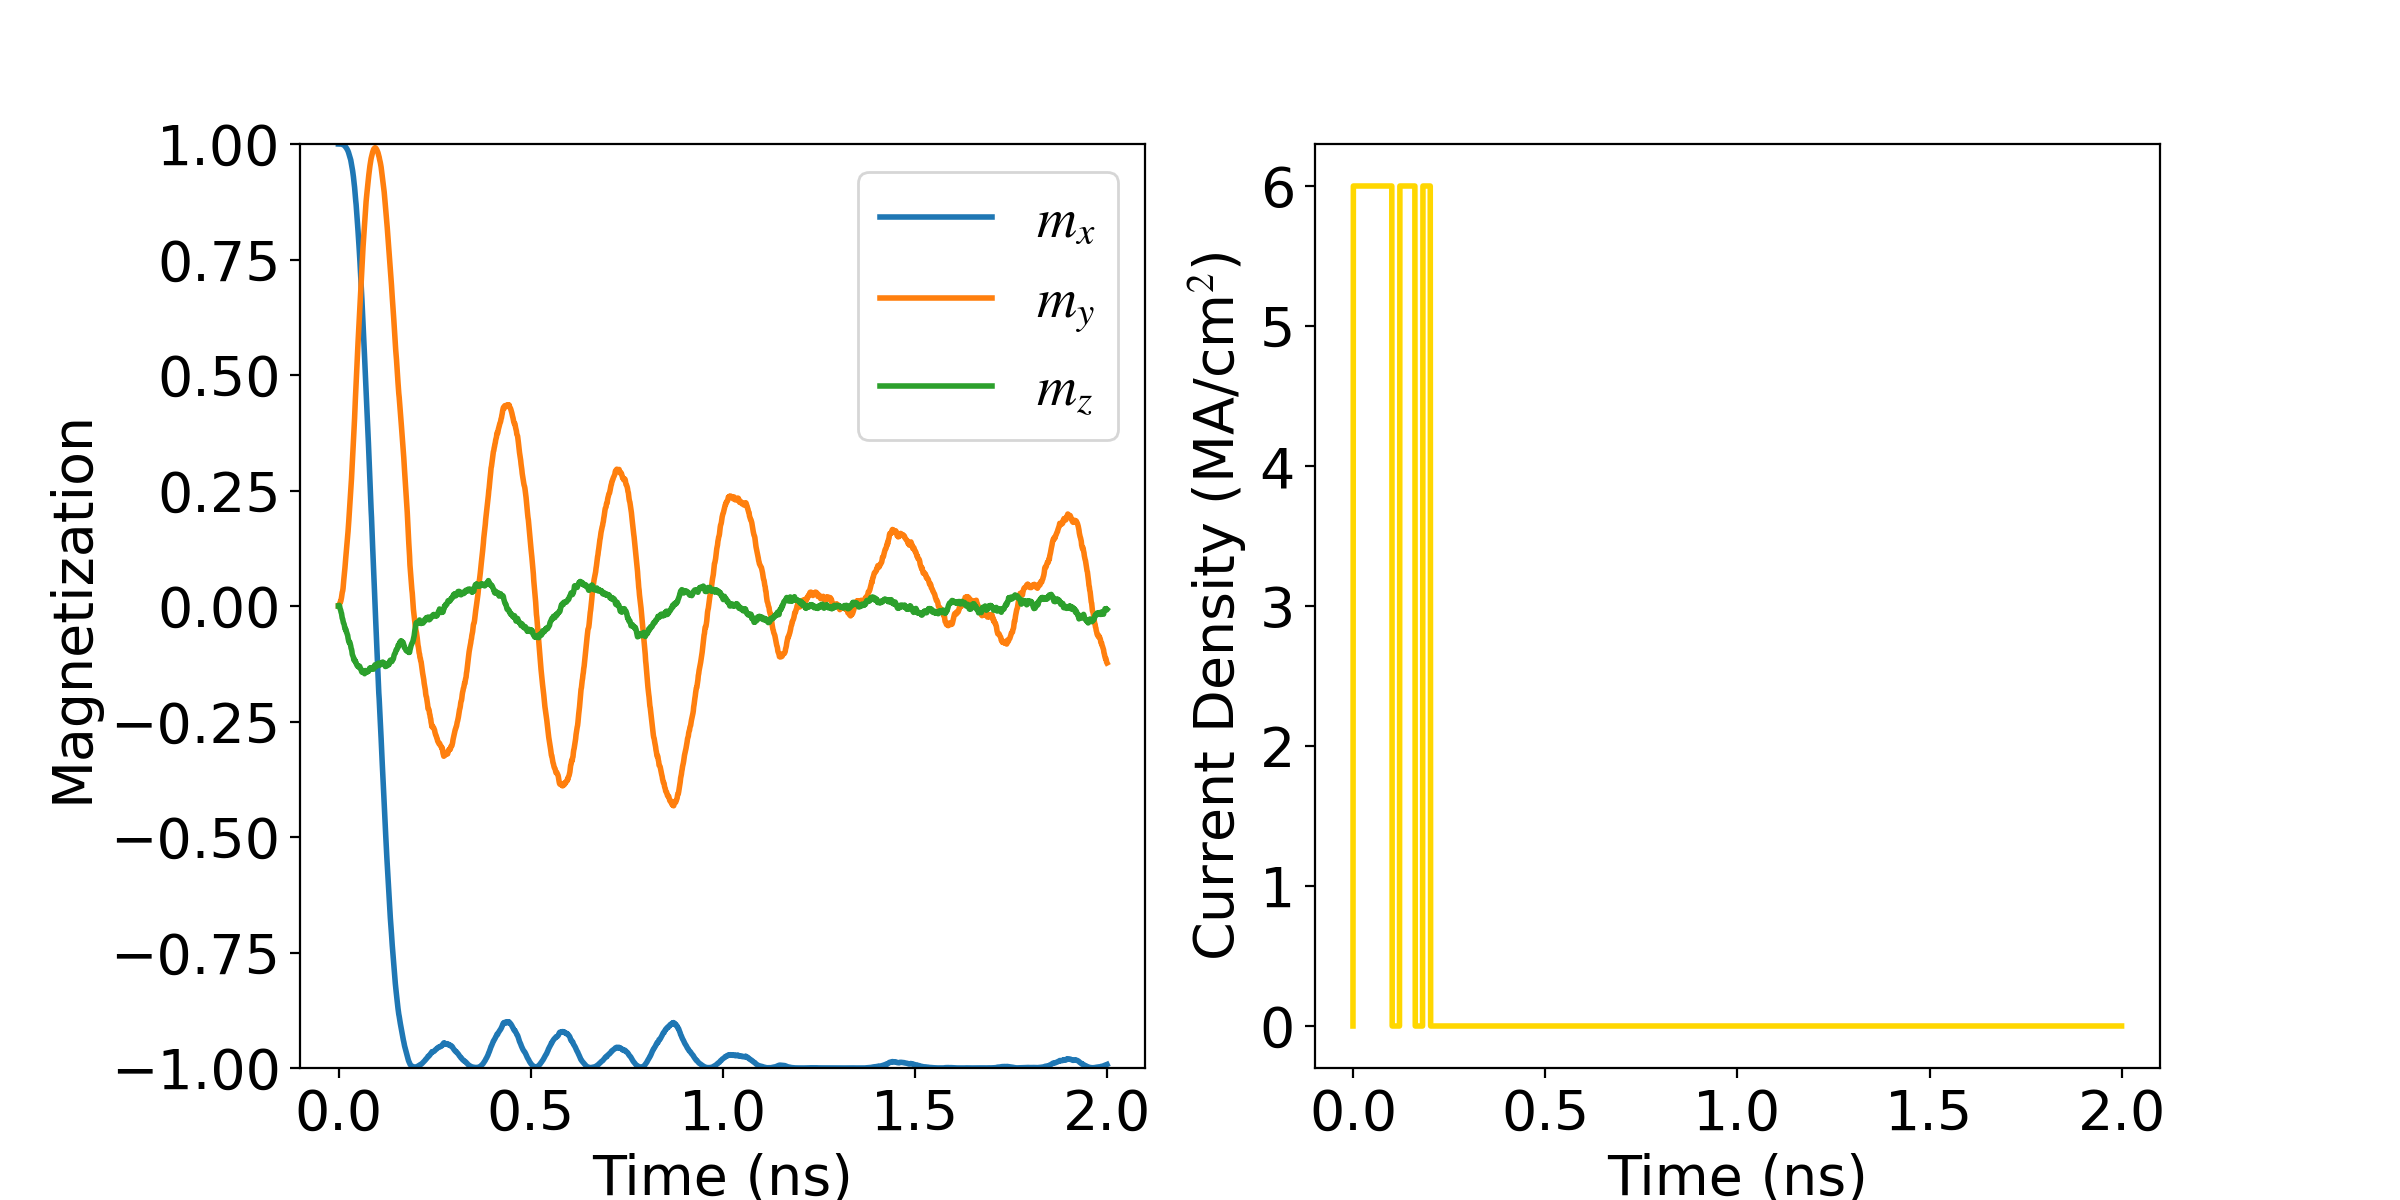 1.00
0.75
0.50
0.25
0.00
−0.25
−0.50
−0.75
−1.00
Magnetization
0.0 0.5 1.0 1.5 2.0
Time (ns)
m_x
m_y
m_z
6
5
4
3
2
1
0
Current Density (MA/cm²)
0.0 0.5 1.0 1.5 2.0
Time (ns)